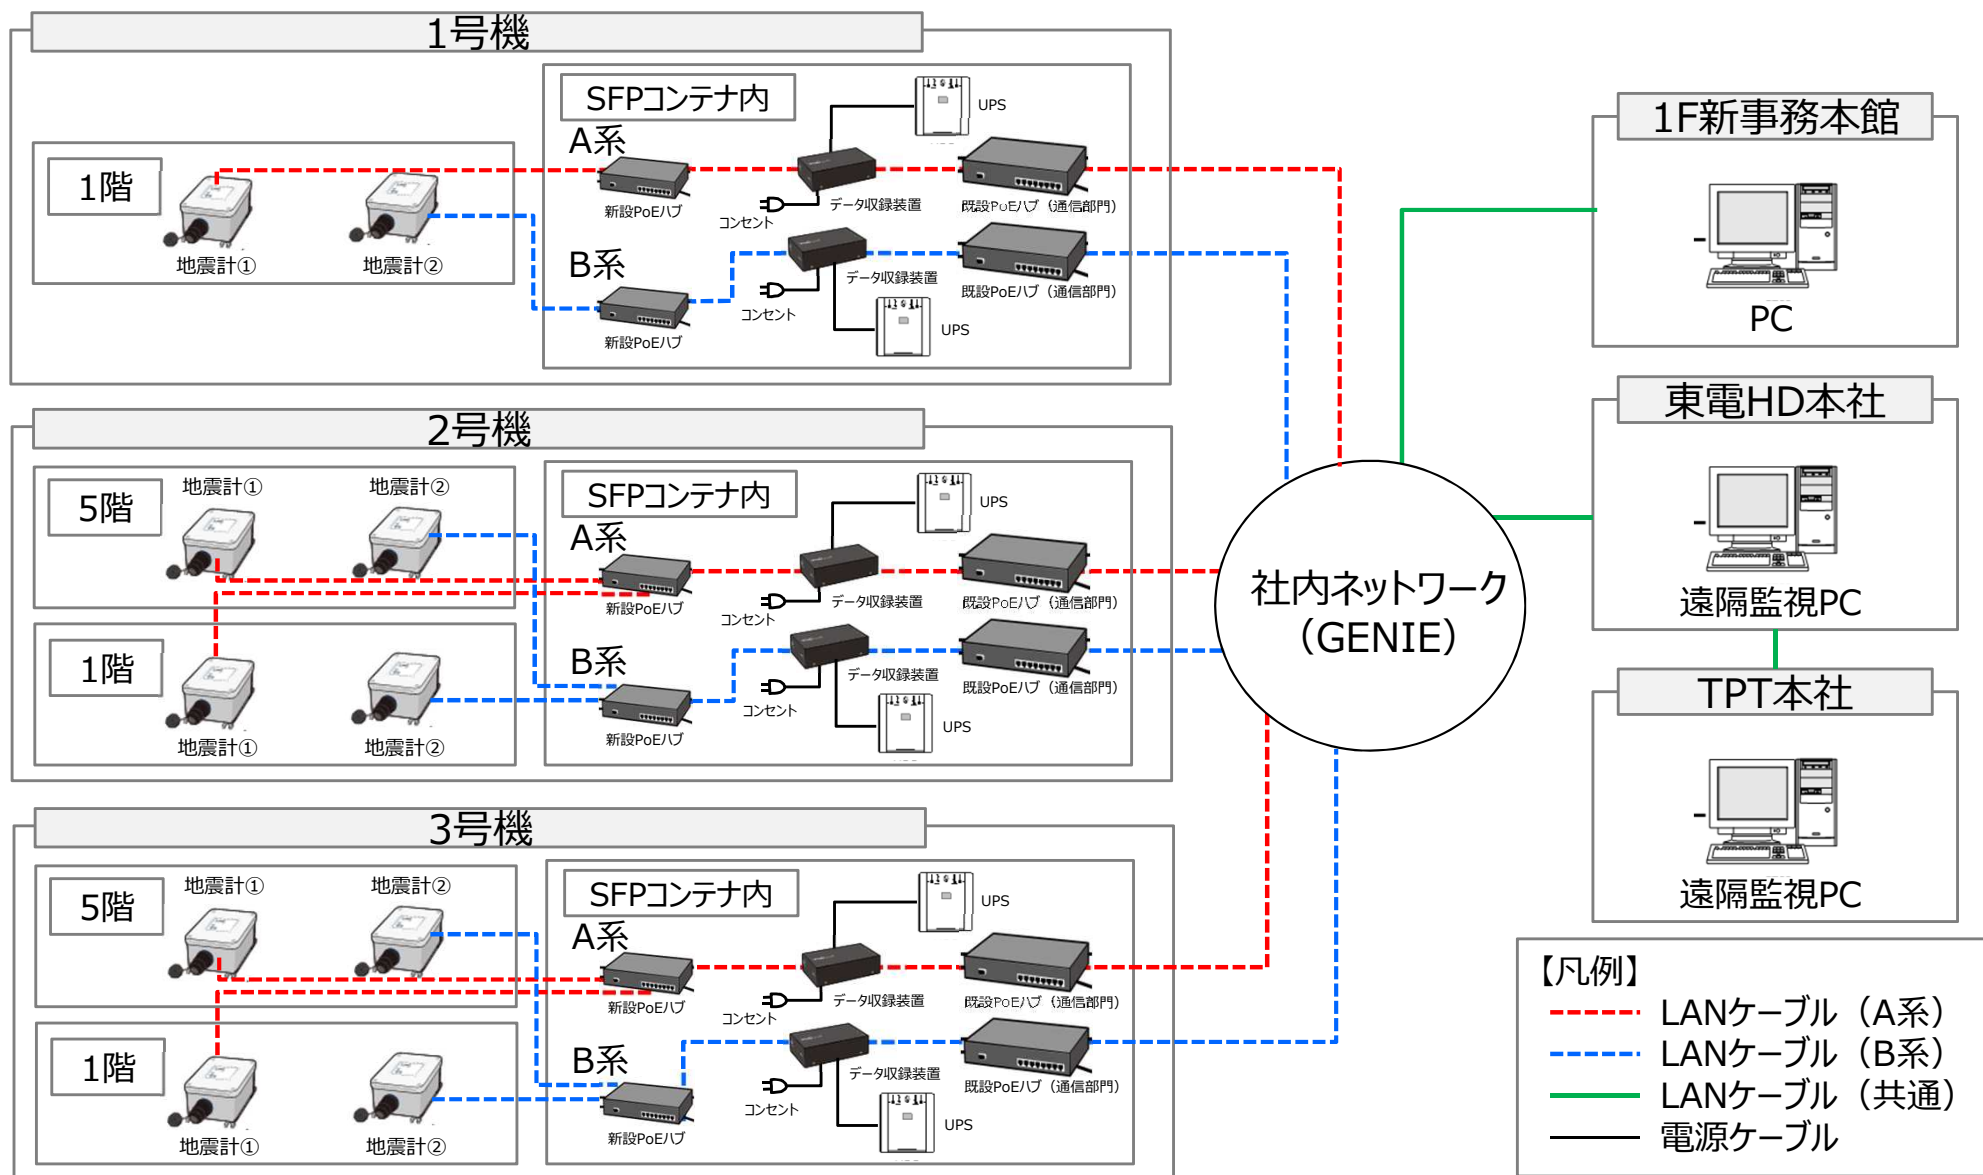 1号機
SFPコンテナ内
UPS
A系
1階
新設PoEハブ
コンセント
データ収録装置
既設PoEハブ（通信部門）
地震計①
地震計②
B系
データ収録装置
既設PoEハブ（通信部門）
コンセント
UPS
新設PoEハブ
2号機
5階
地震計①
地震計②
SFPコンテナ内
UPS
A系
新設PoEハブ
データ収録装置
既設PoEハブ（通信部門）
コンセント
1階
B系
データ収録装置
既設PoEハブ（通信部門）
コンセント
UPS
新設PoEハブ
地震計①
地震計②
3号機
5階
地震計①
地震計②
SFPコンテナ内
UPS
A系
新設PoEハブ
データ収録装置
既設PoEハブ（通信部門）
コンセント
1階
B系
データ収録装置
既設PoEハブ（通信部門）
コンセント
UPS
新設PoEハブ
地震計①
地震計②
社内ネットワーク
（GENIE）
1F新事務本館
PC
東電HD本社
遠隔監視PC
TPT本社
遠隔監視PC
【凡例】
LANケーブル（A系）
LANケーブル（B系）
LANケーブル（共通）
電源ケーブル